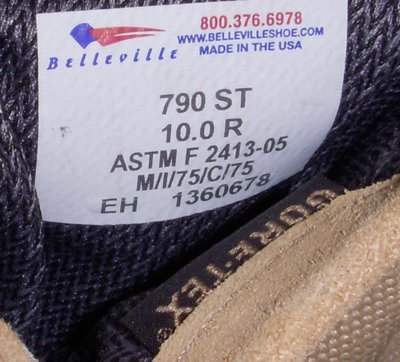 Belleville
800.376.6978
WWW.BELLEVILLESHOE.COM
MADE IN THE USA
790 ST
10.0 R
ASTM F 2413-05
M/I/75/C/75
EH 1360678
GORE-TEX